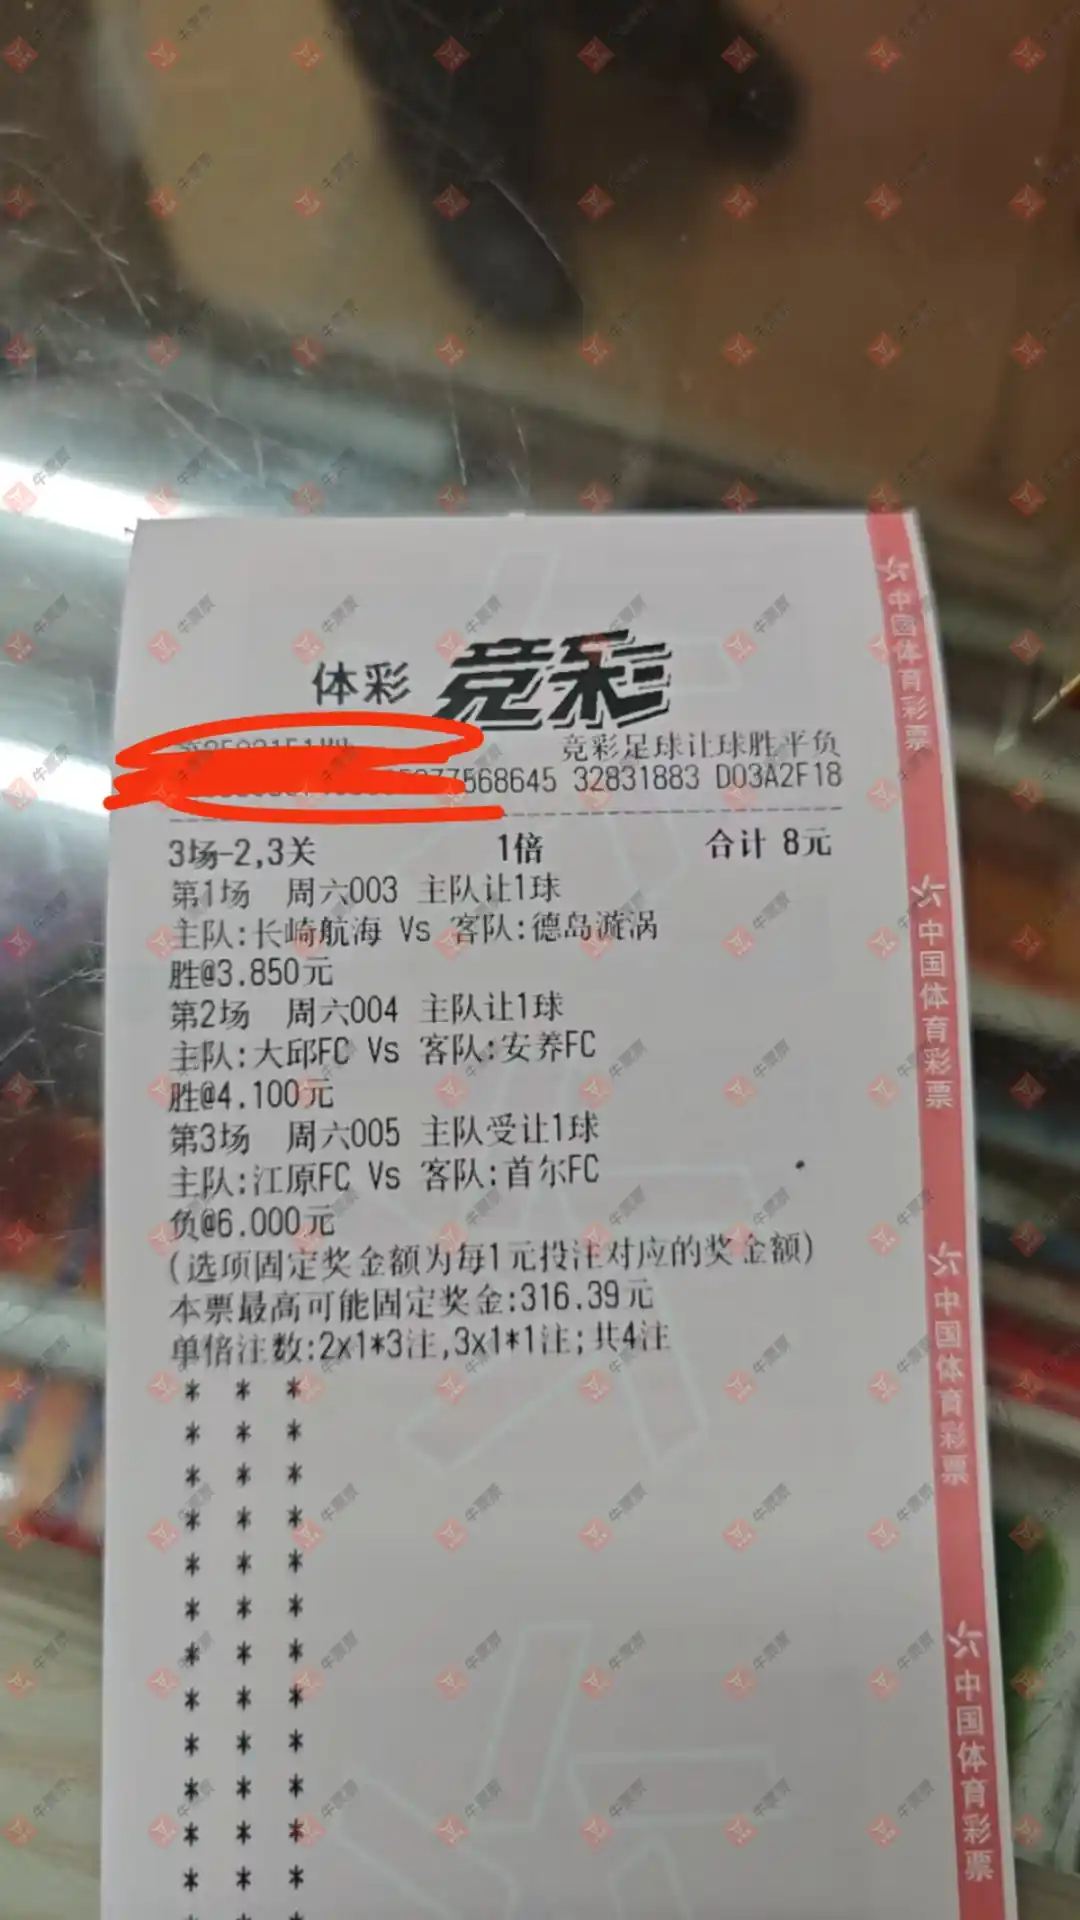 体彩 竞彩
竞彩足球让球胜平负
568645 32831883 D03A2F18
3场-2,3关 1倍 合计 8元
第1场 周六003 主队让1球
主队:长崎航海 Vs 客队:德岛漩涡
胜@3.850元
第2场 周六004 主队让1球
主队:大邱FC Vs 客队:安养FC
胜@4.100元
第3场 周六005 主队受让1球
主队:江原FC Vs 客队:首尔FC
负@6.000元
(选项固定奖金额为每1元投注对应的奖金额)
本票最高可能固定奖金:316.39元
单倍注数:2x1*3注,3x1*1注;共4注
* * *
* * *
* * *
* * *
* * *
* * *
* * *
* * *
* * *
* * *
* * *
* * *
* * *
中国体育彩票
中国体育彩票
中国体育彩票
中国体育彩票
牛票票